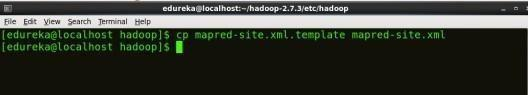 edureka@localhost:~/hadoop-2.7.3/etc/hadoop
File Edit View Search Terminal Help
[edureka@localhost hadoop]$ cp mapred-site.xml.template mapred-site.xml
[edureka@localhost hadoop]$